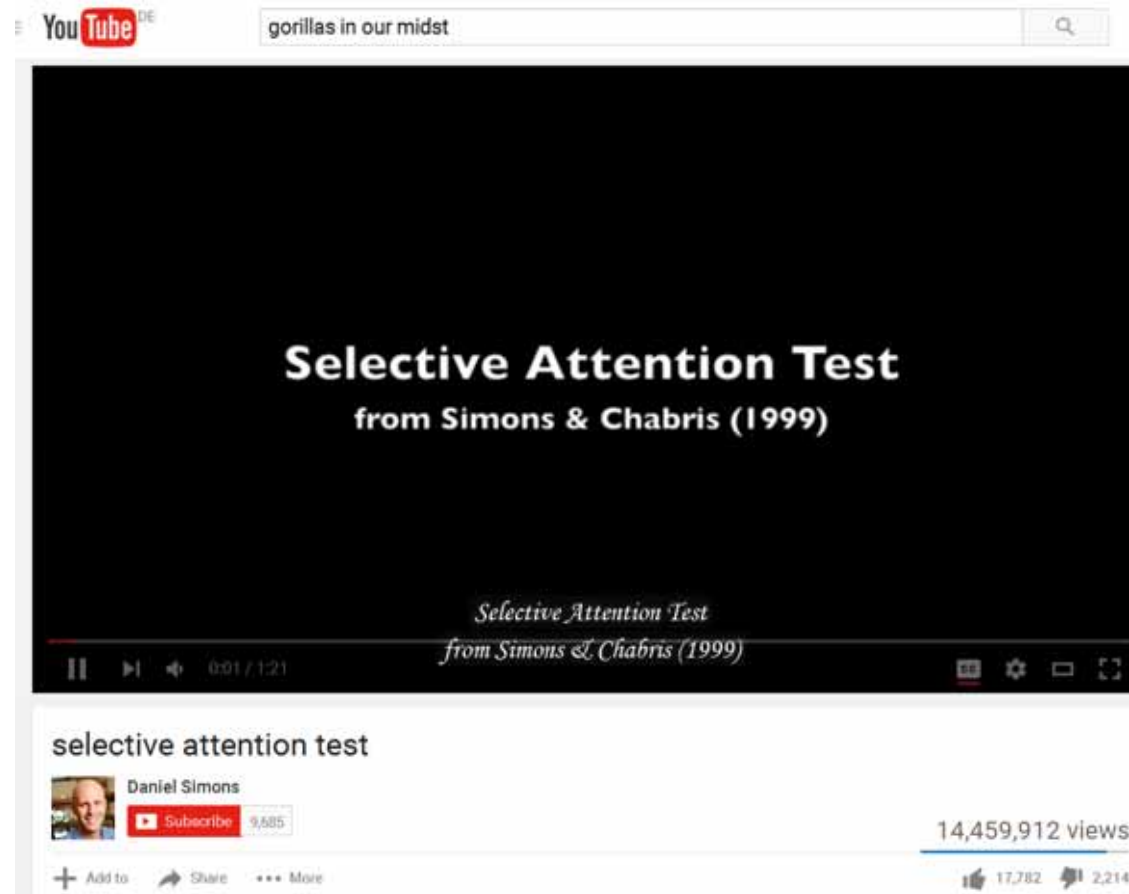 YouTube DE
gorillas in our midst
Selective Attention Test
from Simons & Chabris (1999)
Selective Attention Test
from Simons & Chabris (1999)
0:01 / 1:21
selective attention test
Daniel Simons
Subscribe 9,685
14,459,912 views
Add to Share More
17,782 2,214